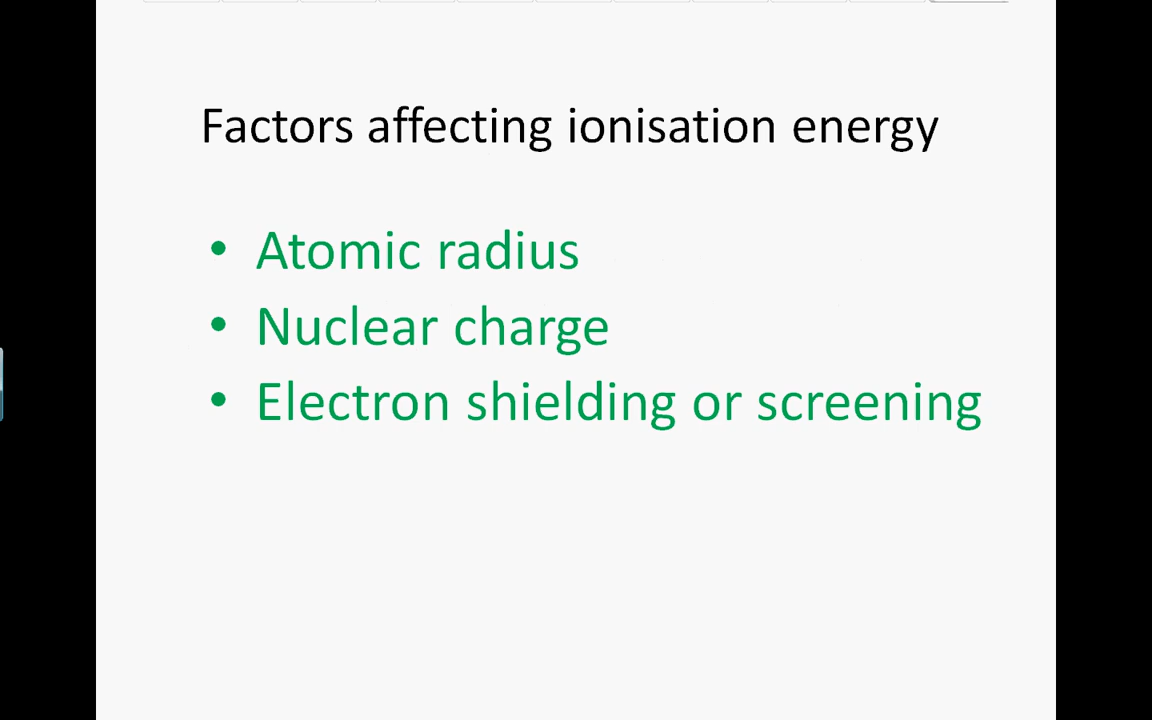 Factors affecting ionisation energy
• Atomic radius
• Nuclear charge
• Electron shielding or screening